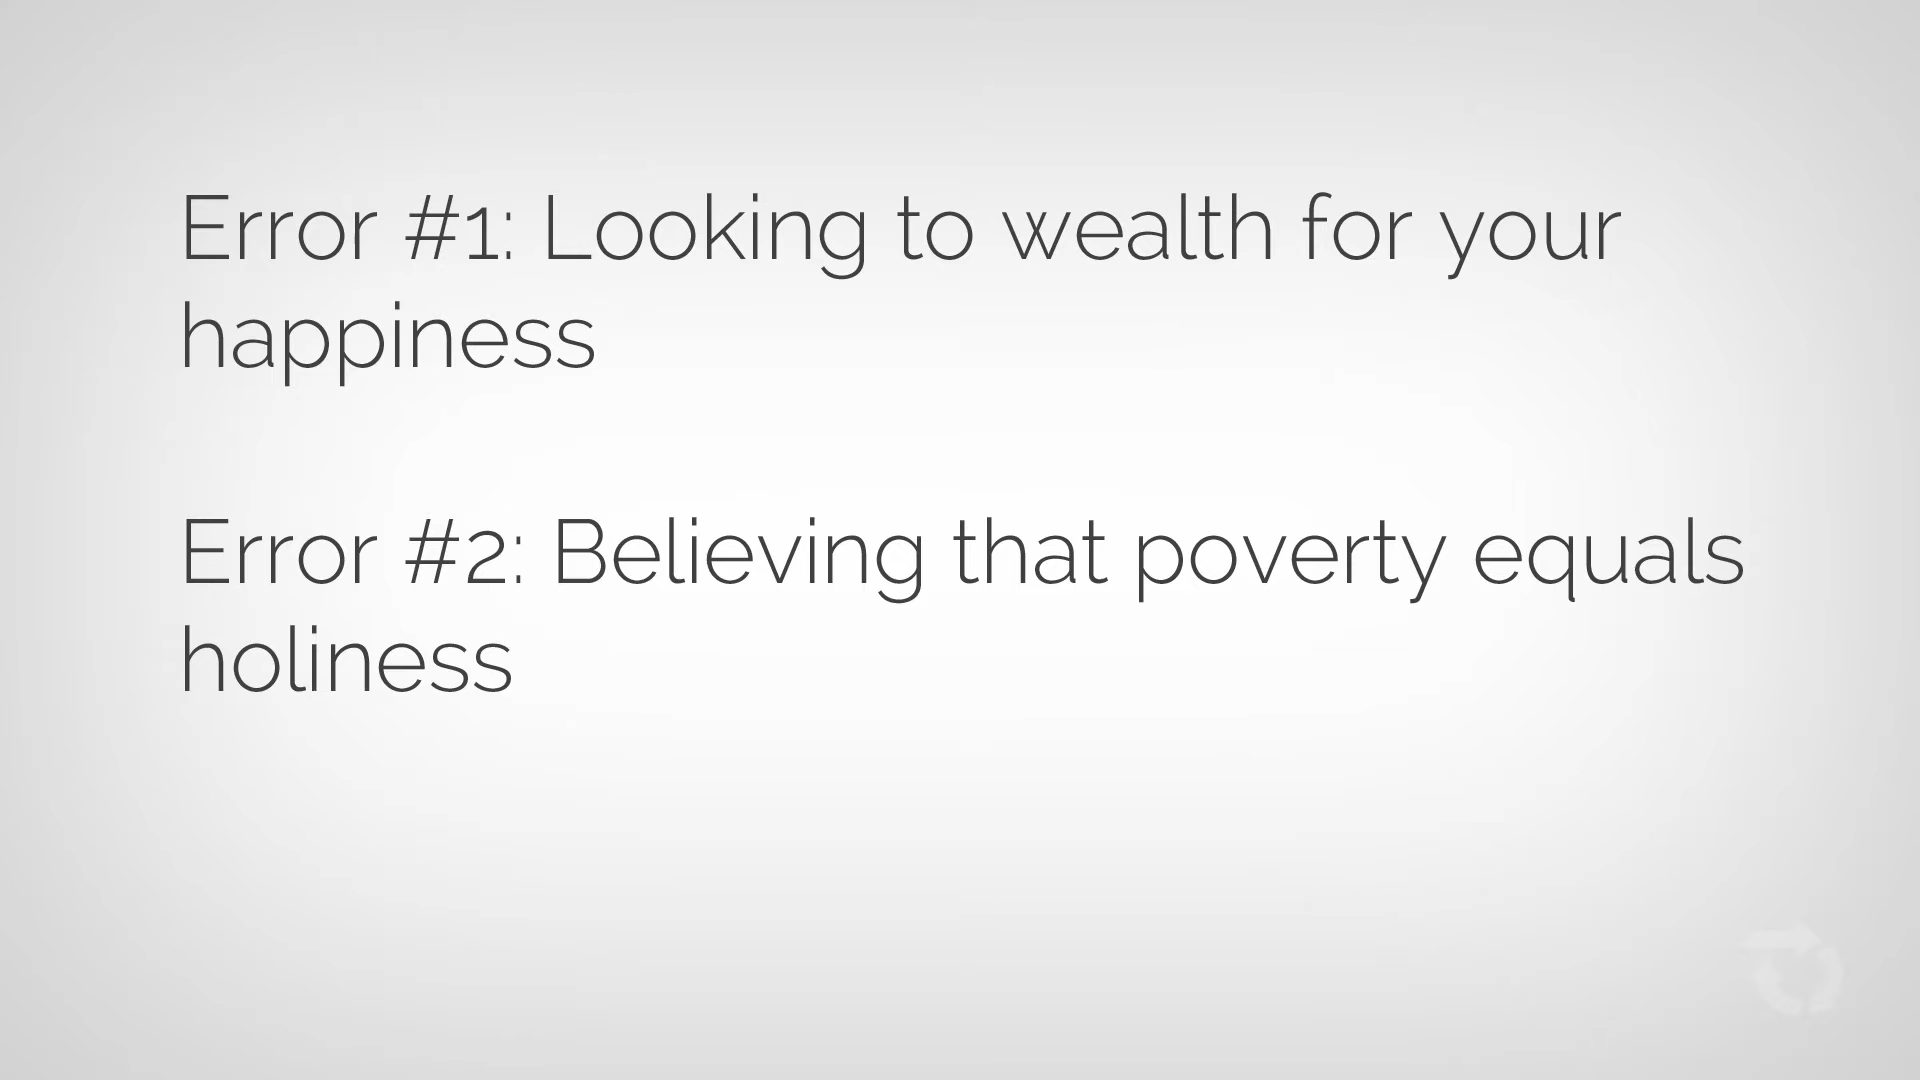 Error #1: Looking to wealth for your
happiness
Error #2: Believing that poverty equals
holiness